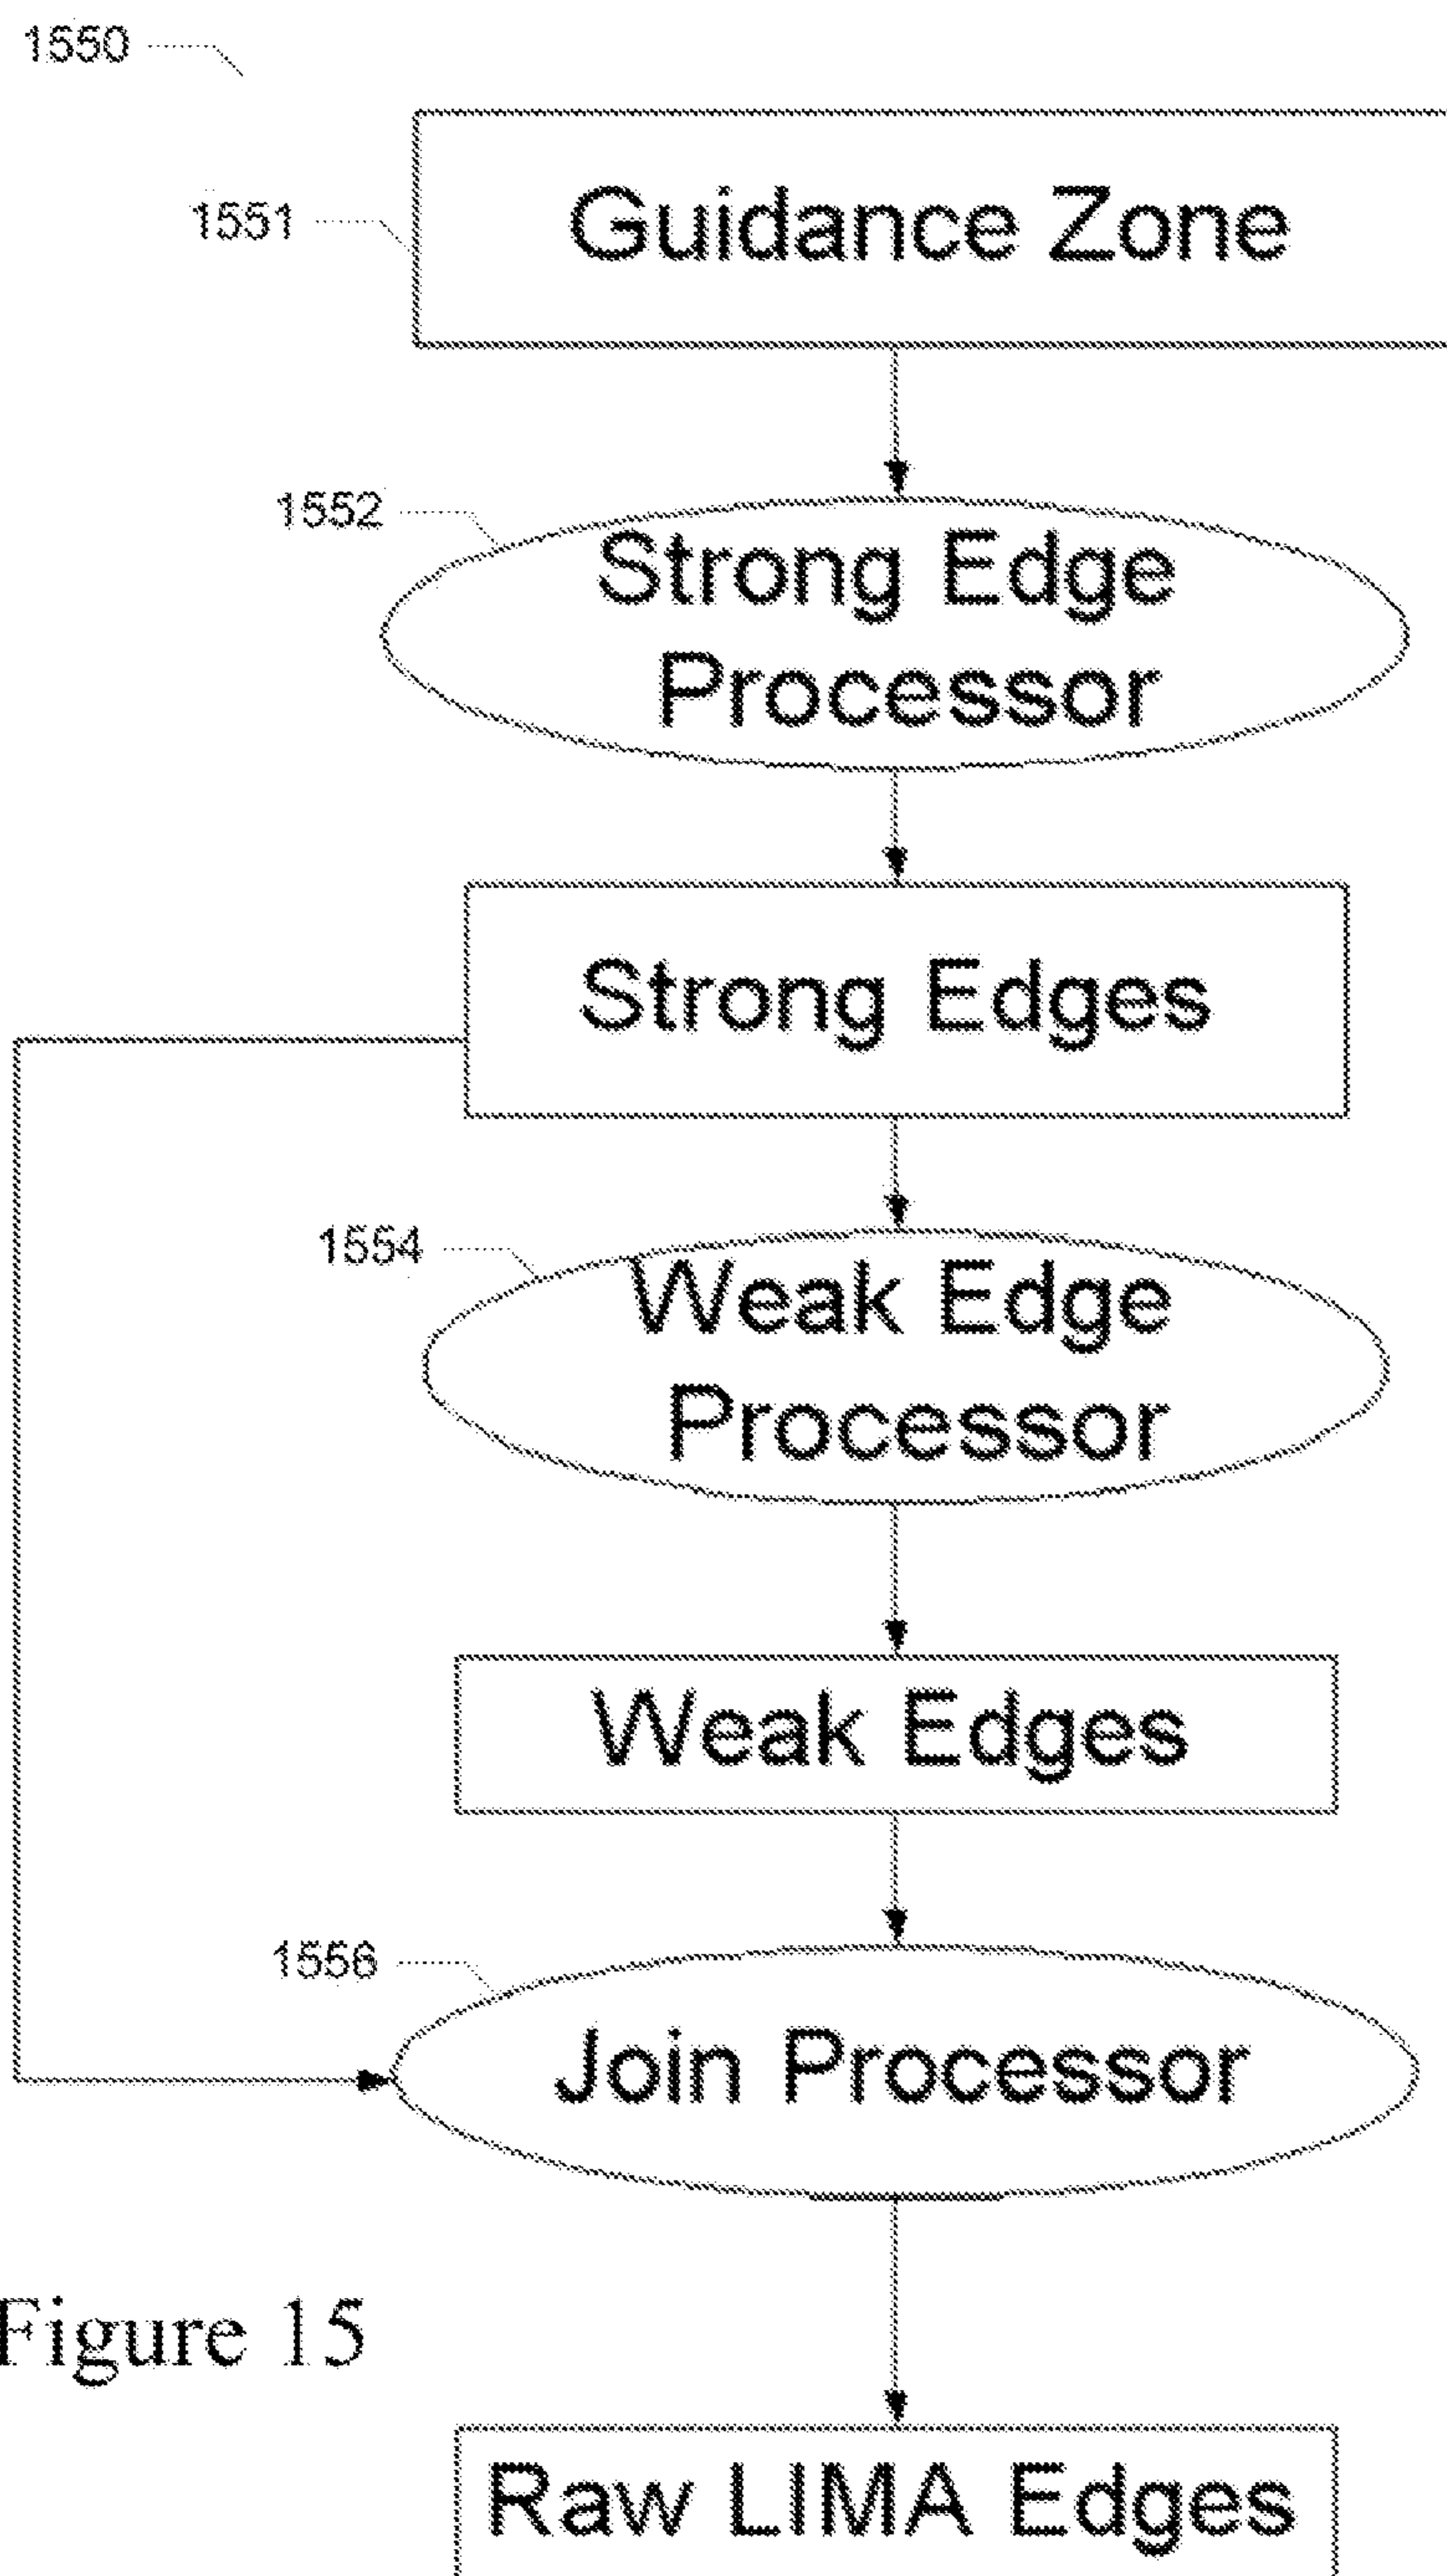 1550
1551
Guidance Zone
1552
Strong Edge
Processor
Strong Edges
1554
Weak Edge
Processor
Weak Edges
1556
Join Processor
Figure 15
Raw LIMA Edges